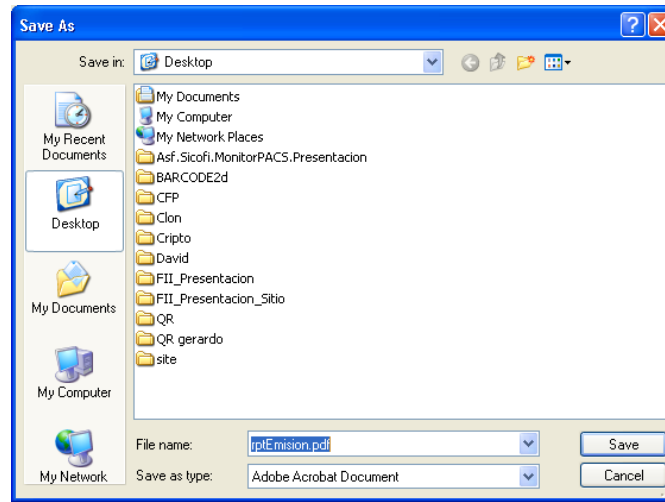 Save As
Save in:
Desktop
My Recent
Documents
Desktop
My Documents
My Computer
My Network
My Documents
My Computer
My Network Places
Asf.Sicofi.MonitorPACS.Presentacion
BARCODE2d
CFP
Clon
Cripto
David
FII_Presentacion
FII_Presentacion_Sitio
QR
QR gerardo
site
File name:
rptEmision.pdf
Save
Save as type:
Adobe Acrobat Document
Cancel